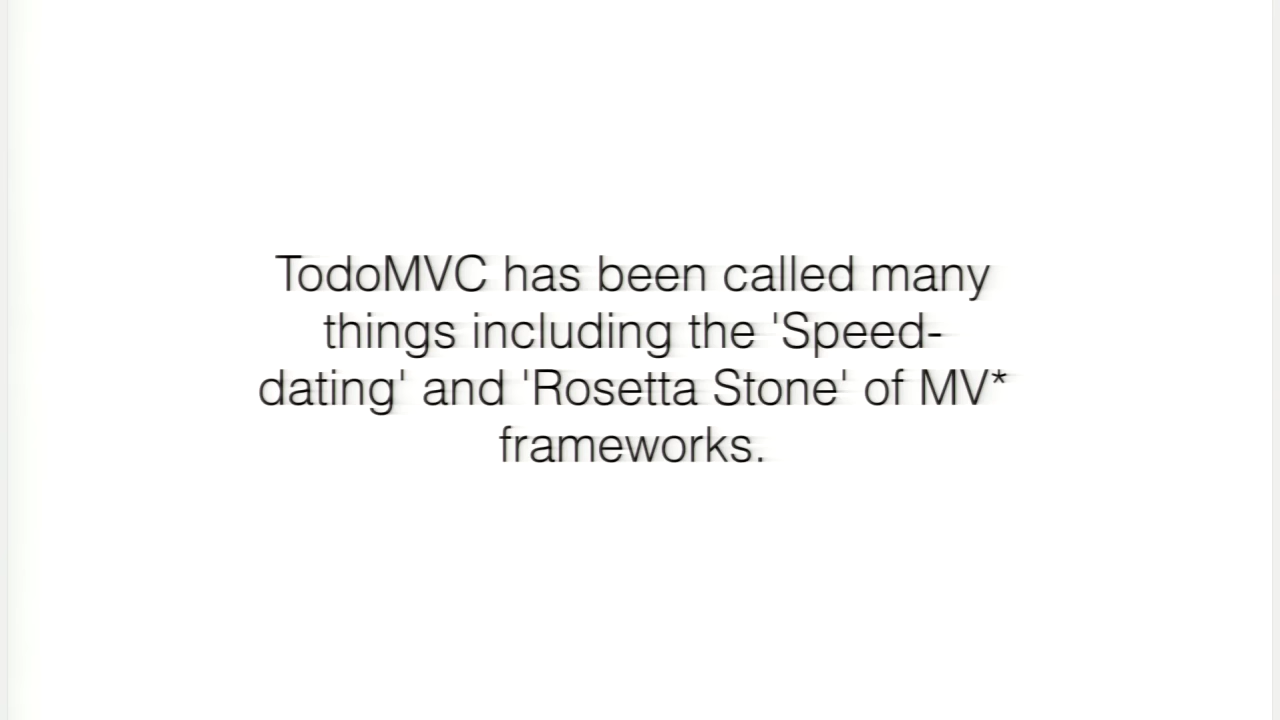 TodoMVC has been called many
things including the 'Speed-
dating' and 'Rosetta Stone' of MV*
frameworks.